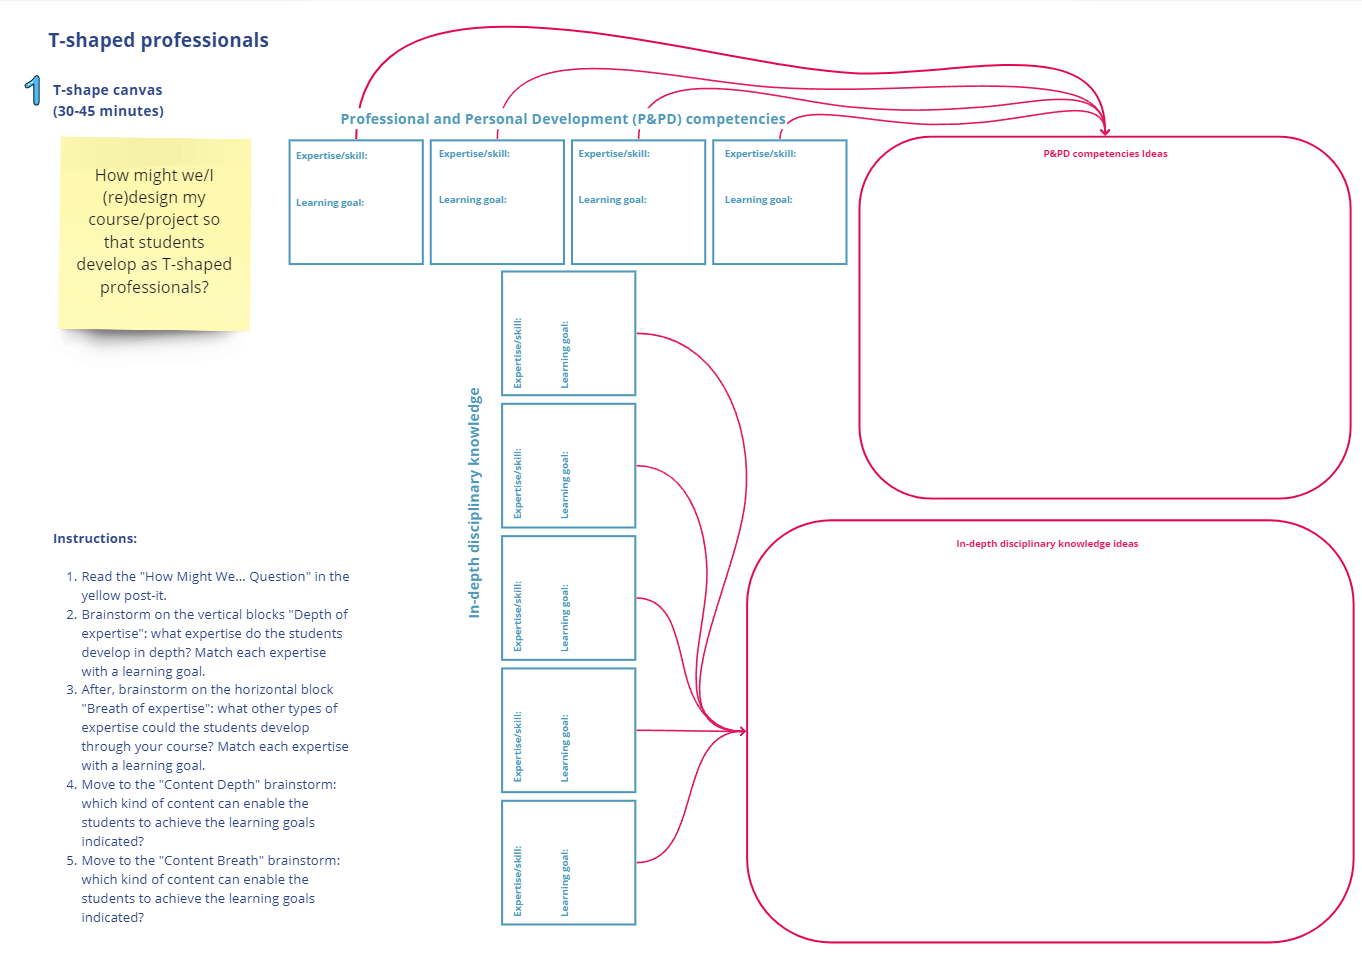 T-shaped professionals
1
T-shape canvas
(30-45 minutes)
How might we/I
(re)design my
course/project so
that students
develop as T-shaped
professionals?
Professional and Personal Development (P&PD) competencies
Expertise/skill:
Learning goal:
Expertise/skill:
Learning goal:
Expertise/skill:
Learning goal:
Expertise/skill:
Learning goal:
P&PD competencies Ideas
In-depth disciplinary knowledge
Expertise/skill:
Learning goal:
Expertise/skill:
Learning goal:
Expertise/skill:
Learning goal:
Expertise/skill:
Learning goal:
Expertise/skill:
Learning goal:
In-depth disciplinary knowledge ideas
Instructions:
1. Read the "How Might We... Question" in the
yellow post-it.
2. Brainstorm on the vertical blocks "Depth of
expertise": what expertise do the students
develop in depth? Match each expertise
with a learning goal.
3. After, brainstorm on the horizontal block
"Breath of expertise": what other types of
expertise could the students develop
through your course? Match each expertise
with a learning goal.
4. Move to the "Content Depth" brainstorm:
which kind of content can enable the
students to achieve the learning goals
indicated?
5. Move to the "Content Breath" brainstorm:
which kind of content can enable the
students to achieve the learning goals
indicated?